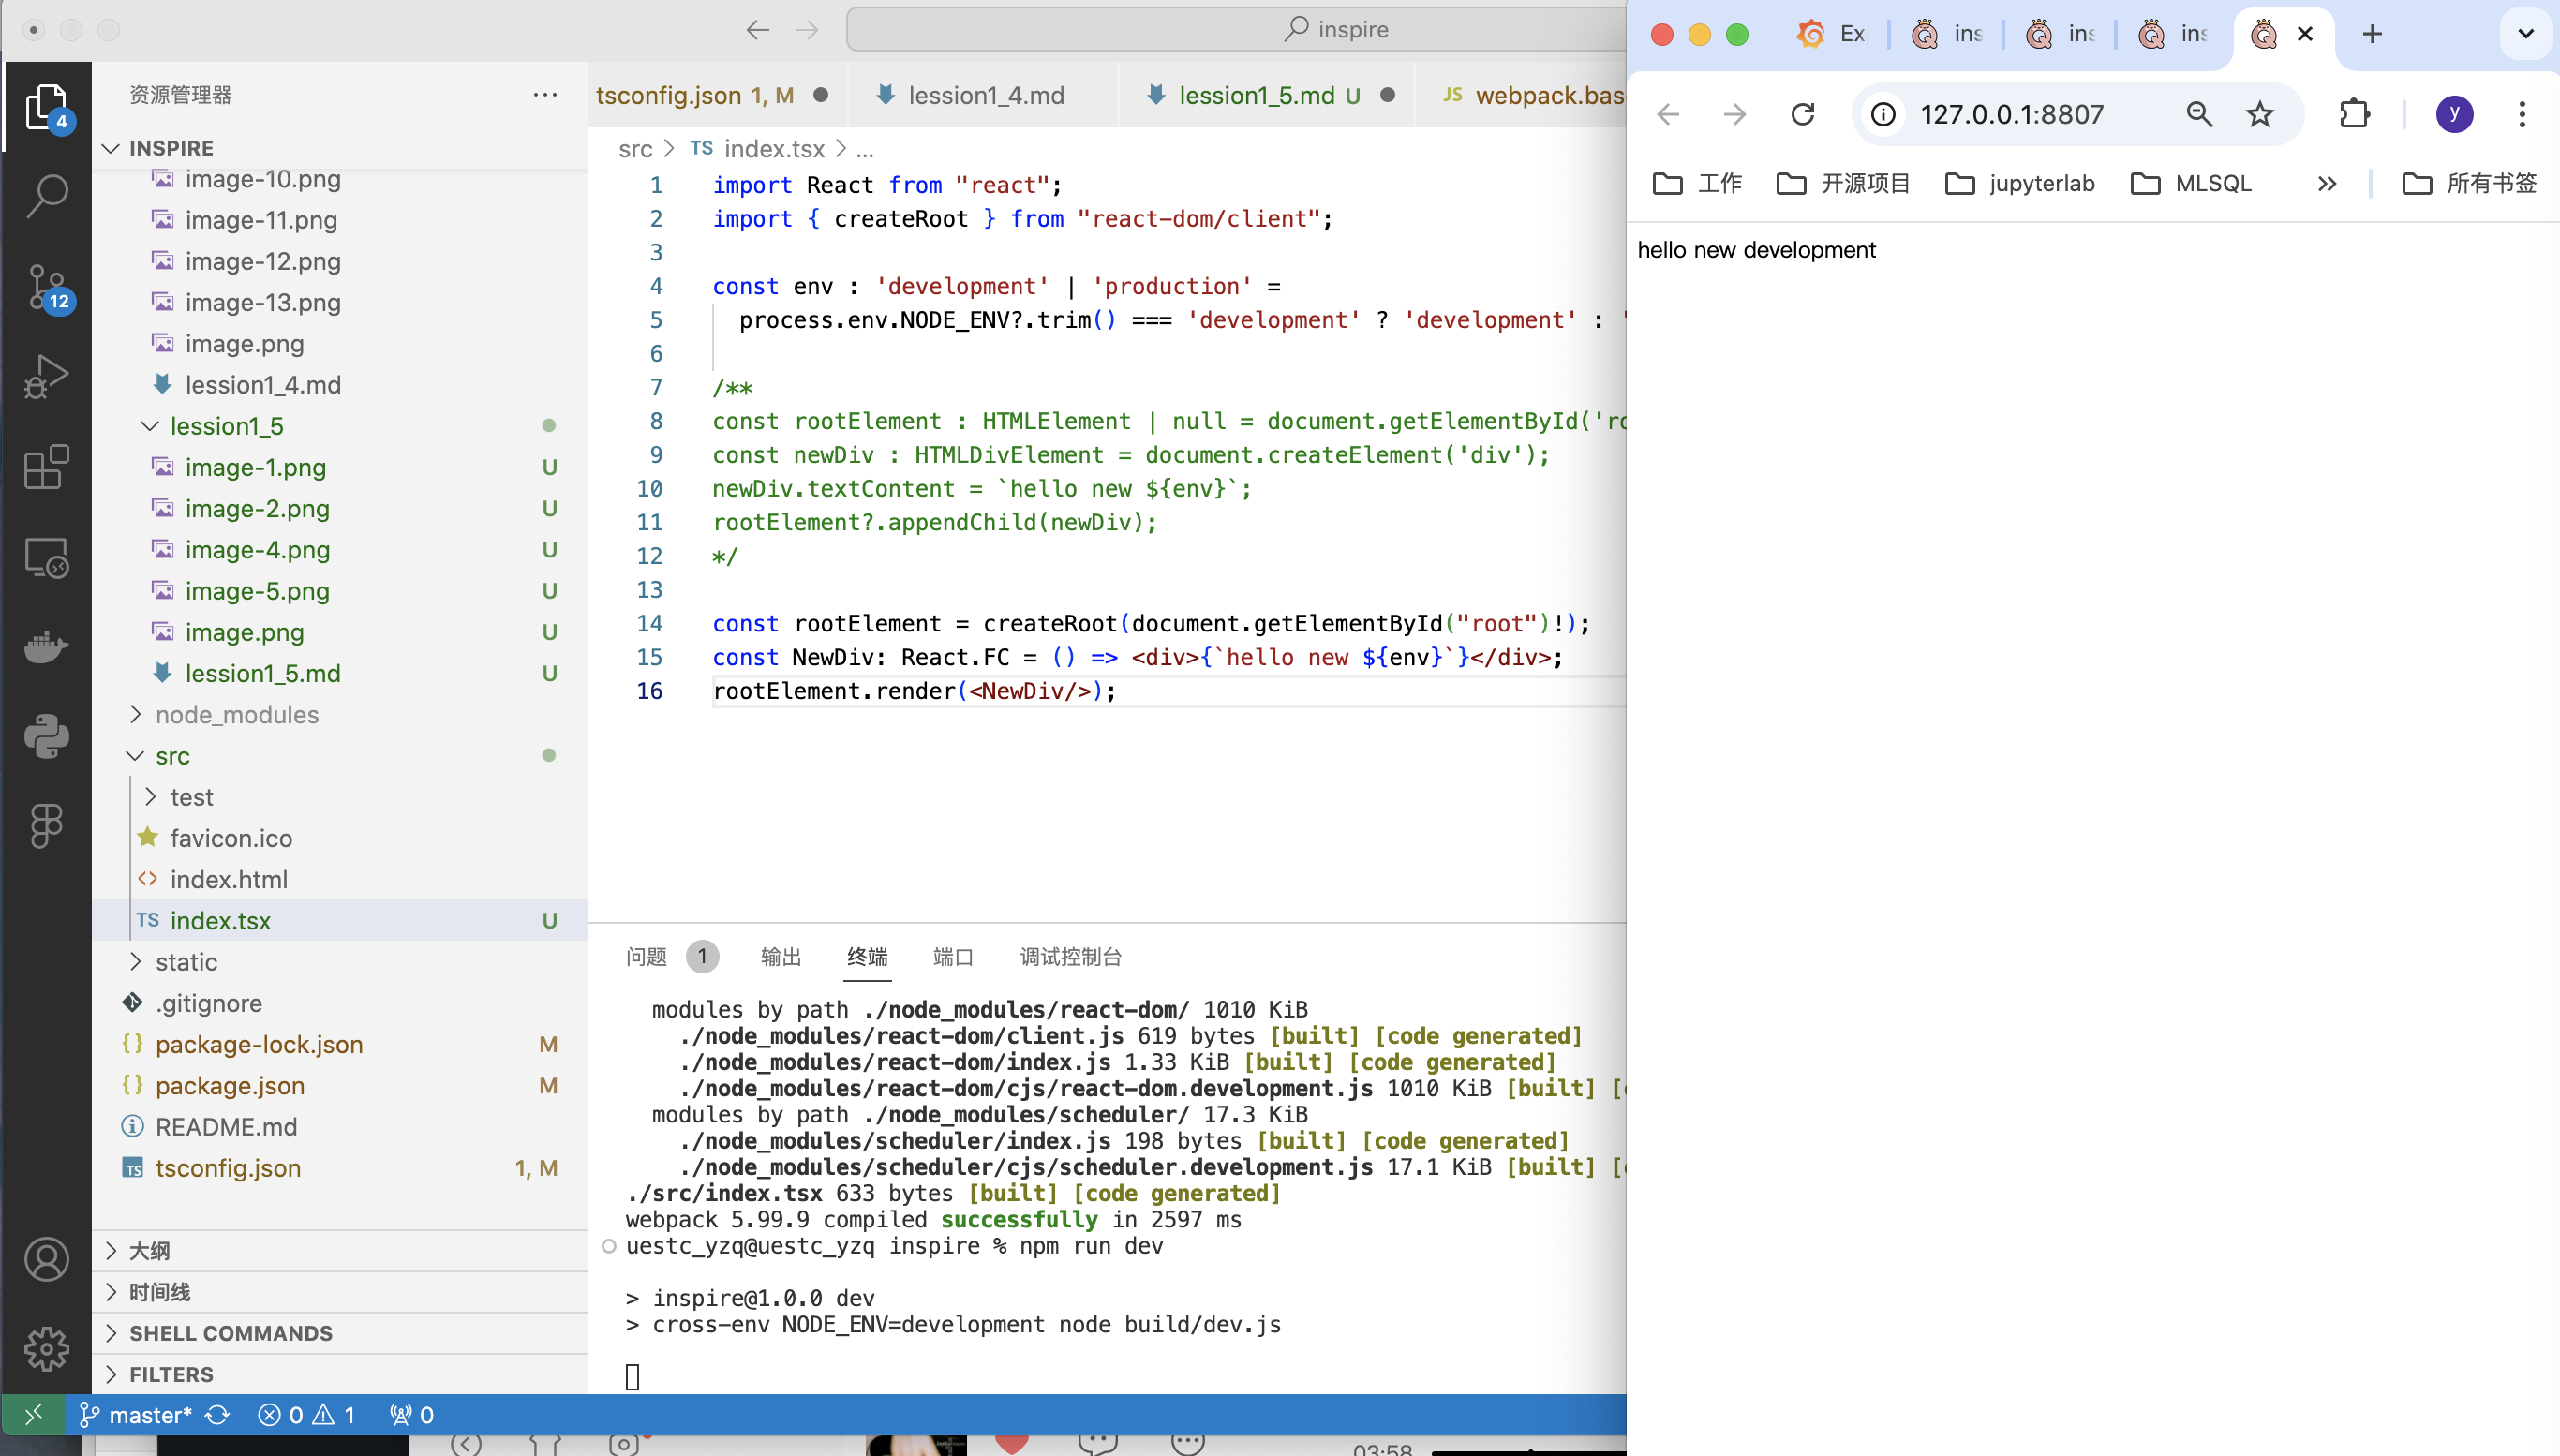 inspire
资源管理器
INSPIRE
image-10.png
image-11.png
image-12.png
image-13.png
image.png
lession1_4.md
lession1_5
image-1.png U
image-2.png U
image-4.png U
image-5.png U
image.png U
lession1_5.md U
node_modules
src
test
favicon.ico
index.html
TS index.tsx U
static
.gitignore
package-lock.json M
package.json M
README.md
TS tsconfig.json 1, M
大纲
时间线
SHELL COMMANDS
FILTERS
4
12
tsconfig.json 1, M
lession1_4.md
lession1_5.md U
JS webpack.bas
src > TS index.tsx > ...
1 import React from "react";
2 import { createRoot } from "react-dom/client";
3
4 const env : 'development' | 'production' =
5 process.env.NODE_ENV?.trim() === 'development' ? 'development' : '
6
7 /**
8 const rootElement : HTMLElement | null = document.getElementById('ro
9 const newDiv : HTMLDivElement = document.createElement('div');
10 newDiv.textContent = `hello new ${env}`;
11 rootElement?.appendChild(newDiv);
12 */
13
14 const rootElement = createRoot(document.getElementById("root")!);
15 const NewDiv: React.FC = () => <div>{`hello new ${env}`}</div>;
16 rootElement.render(<NewDiv/>);
问题 1 输出 终端 端口 调试控制台
modules by path ./node_modules/react-dom/ 1010 KiB
./node_modules/react-dom/client.js 619 bytes [built] [code generated]
./node_modules/react-dom/index.js 1.33 KiB [built] [code generated]
./node_modules/react-dom/cjs/react-dom.development.js 1010 KiB [built] [c
modules by path ./node_modules/scheduler/ 17.3 KiB
./node_modules/scheduler/index.js 198 bytes [built] [code generated]
./node_modules/scheduler/cjs/scheduler.development.js 17.1 KiB [built] [c
./src/index.tsx 633 bytes [built] [code generated]
webpack 5.99.9 compiled successfully in 2597 ms
uestc_yzq@uestc_yzq inspire % npm run dev
> inspire@1.0.0 dev
> cross-env NODE_ENV=development node build/dev.js
master* 0 1 0
03:58
Ex ins ins ins
127.0.0.1:8807
y
工作 开源项目 jupyterlab MLSQL » 所有书签
hello new development